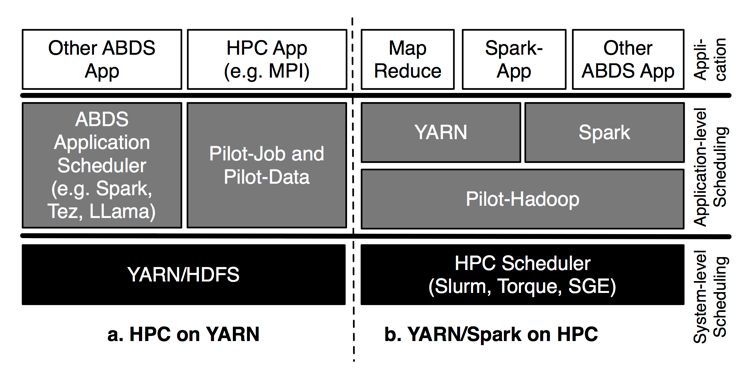 Other ABDS
App
HPC App
(e.g. MPI)
Map
Reduce
Spark-
App
Other
ABDS App
Appli-
cation
ABDS
Application
Scheduler
(e.g. Spark,
Tez, LLama)
Pilot-Job and
Pilot-Data
YARN
Spark
Pilot-Hadoop
Application-level
Scheduling
YARN/HDFS
HPC Scheduler
(Slurm, Torque, SGE)
System-level
Scheduling
a. HPC on YARN
b. YARN/Spark on HPC